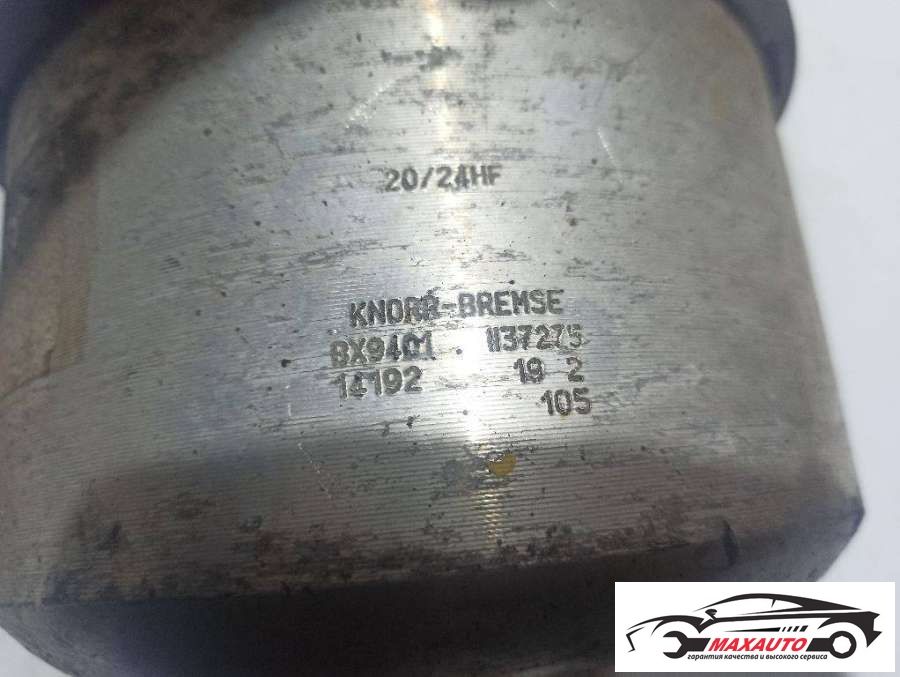 20/24HF
KNORR-BREMSE
BX9401 II37275
14192 19 2
105
MAXAUTO
гарантия качества и высокого сервиса